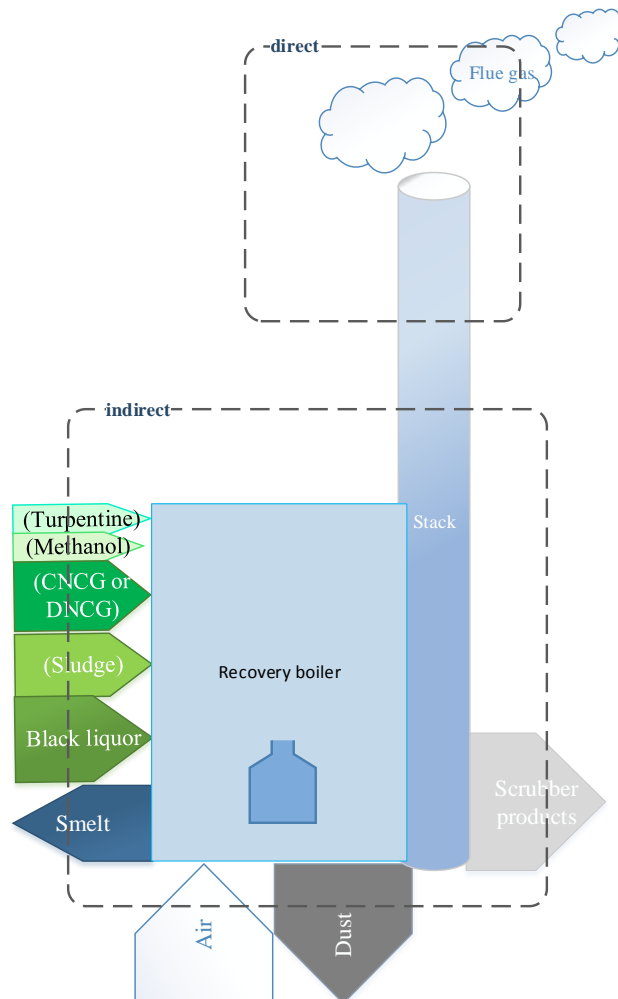 direct
Flue gas
indirect
(Turpentine)
(Methanol)
(CNCG or
DNCG)
Stack
(Sludge)
Recovery boiler
Black liquor
Smelt
Scrubber
products
Air
Dust